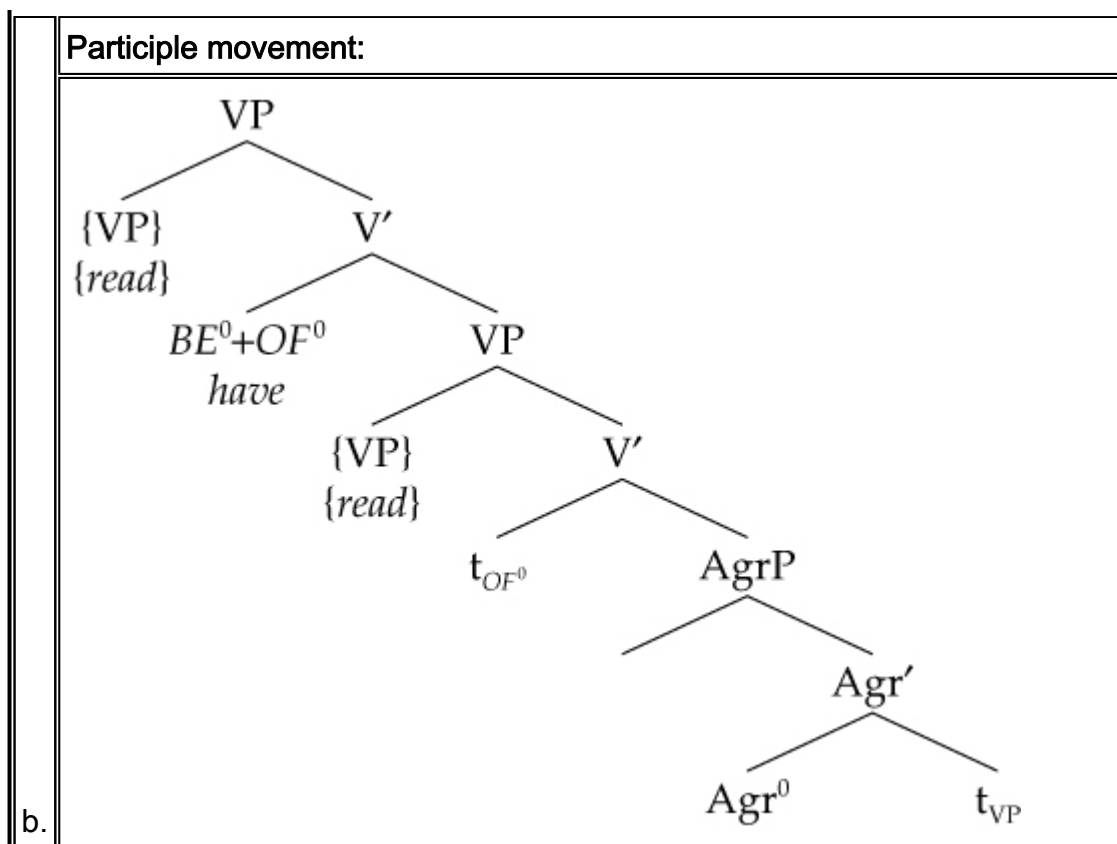 Participle movement:
VP
{VP} V′
{read}
BE⁰+OF⁰ VP
have
{VP} V′
{read}
t_OF⁰ AgrP
Agr′
Agr⁰ t_VP
b.